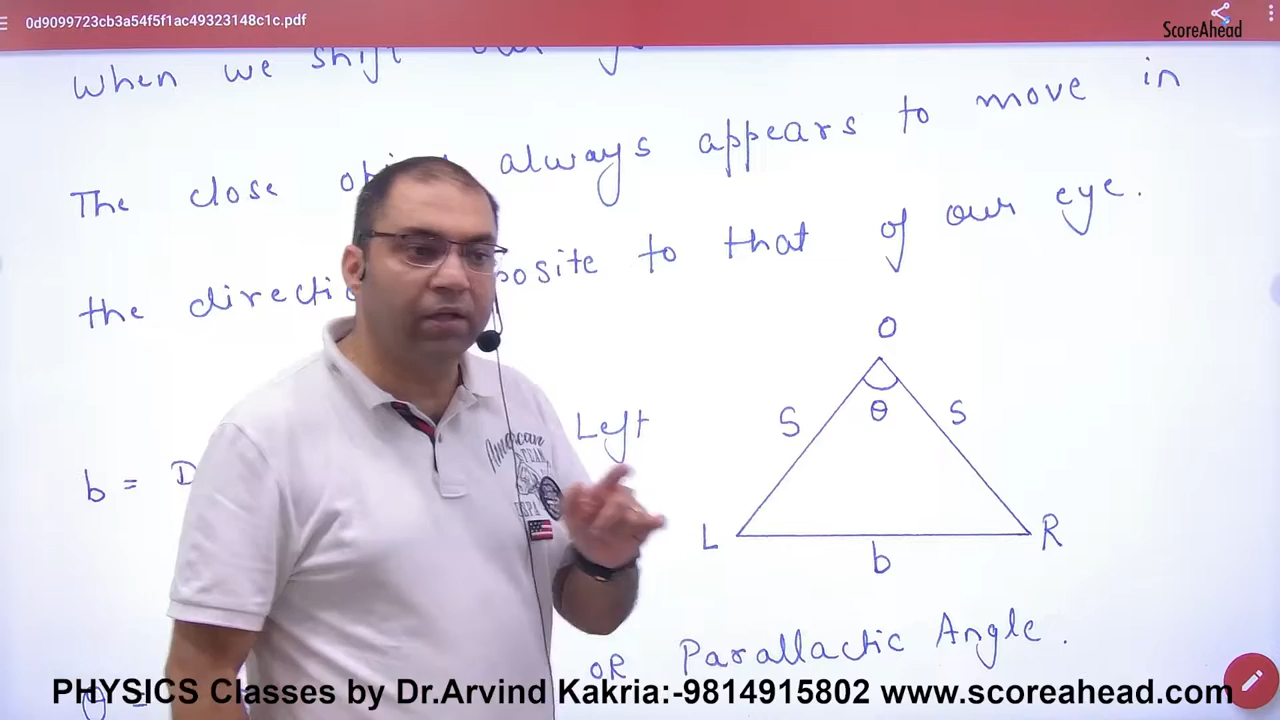 0d9099723cb3a54f5f1ac49323148c1c.pdf
ScoreAhead
When we shift our
The close always appears to move in
the to that of our eye.
O
θ
S S
Left
b =
L R
b
OR Parallactic Angle.
PHYSICS Classes by Dr.Arvind Kakria:-9814915802 www.scoreahead.com